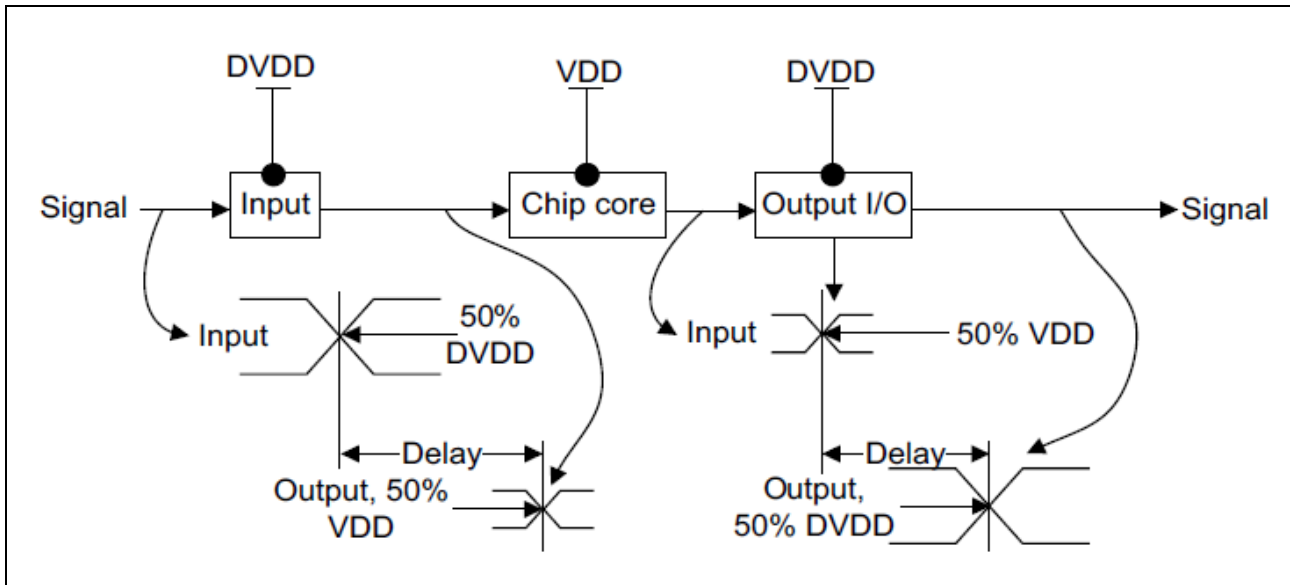 DVDD
VDD
DVDD
Signal
Input
Chip core
Output I/O
Signal
Input
50%
DVDD
Input
50% VDD
Delay
Output, 50%
VDD
Delay
Output,
50% DVDD